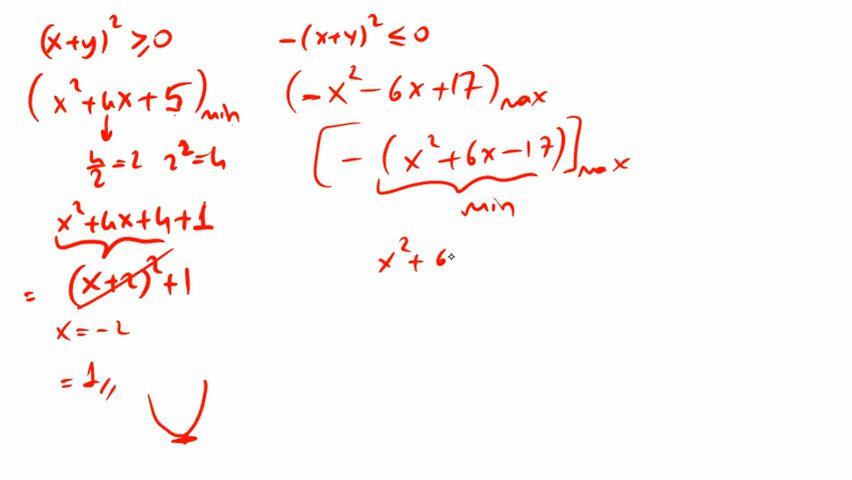 (x+y)² ≥ 0
(x²+4x+5)min
4/2=2 2²=4
x²+4x+4+1
= (x+2)²+1
x=-2
=1//
-(x+y)² ≤ 0
(-x²-6x+17)max
[-(x²+6x-17)]max
min
x²+6